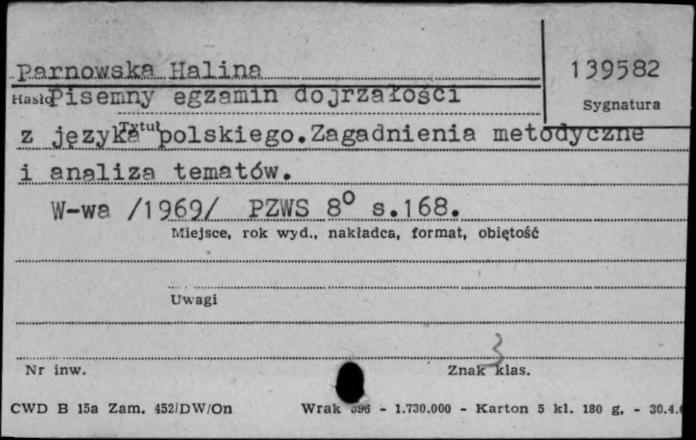 Parnowska Halina
139582
Hasło
Pisemny egzamin dojrzałości
Sygnatura
Tytuł
z języka polskiego. Zagadnienia metodyczne
i analiza tematów.
W-wa /1969/ PZWS 8° s.168.
Miejsce, rok wyd., nakładca, format, objętość
Uwagi
3
Nr inw.
Znak klas.
CWD B 15a Zam. 452/DW/On Wrak - 1.730.000 - Karton 5 kl. 180 g. - 30.4.